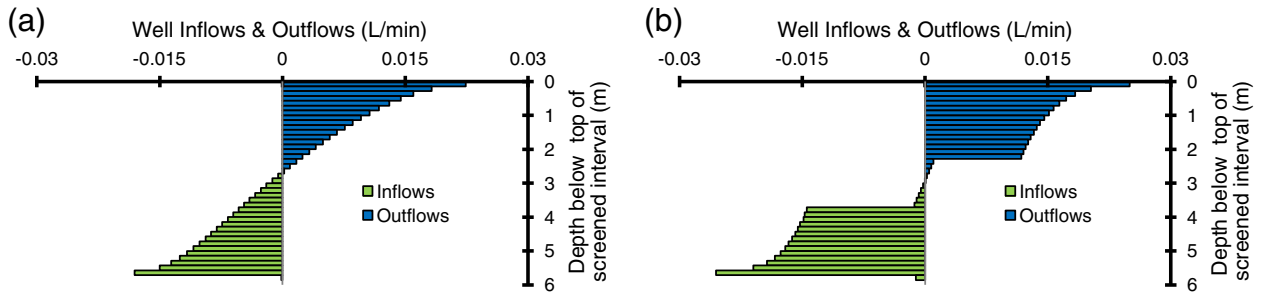 (a)
Well Inflows & Outflows (L/min)
-0.03 -0.015 0 0.015 0.03
0
1
2
3
4
5
6
Depth below top of
screened interval (m)
Inflows
Outflows
(b)
Well Inflows & Outflows (L/min)
-0.03 -0.015 0 0.015 0.03
0
1
2
3
4
5
6
Depth below top of
screened interval (m)
Inflows
Outflows